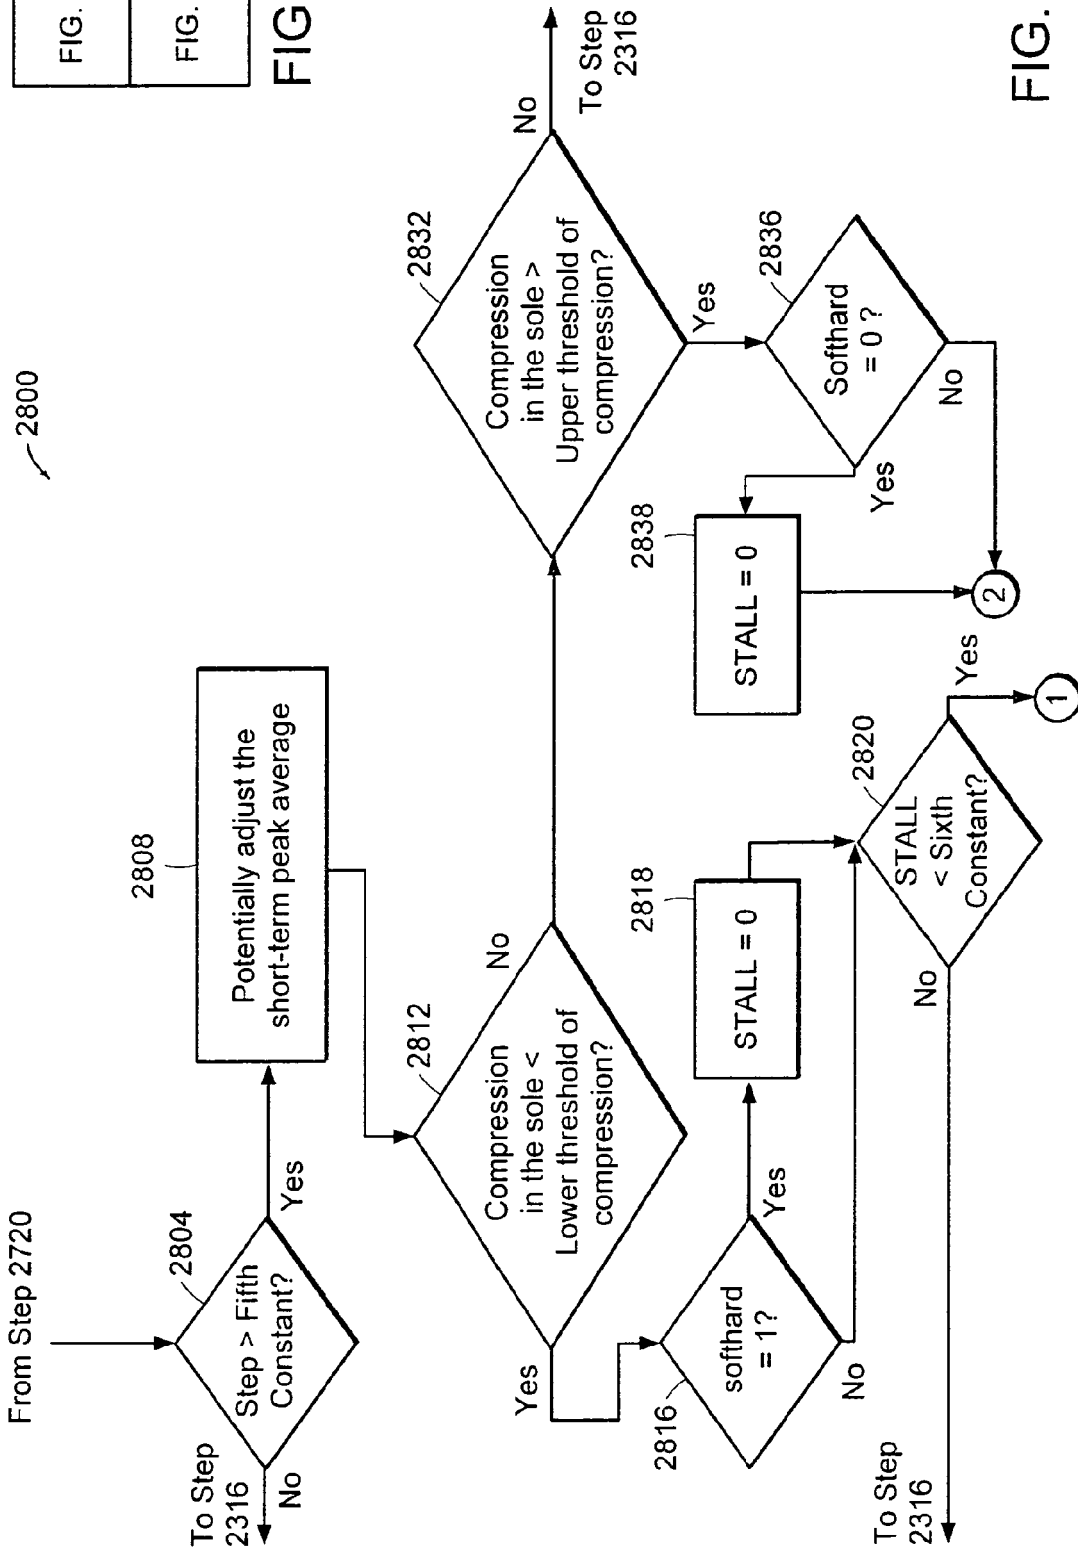 FIG.
FIG.
FIG
2800
From Step 2720
2804
Step > Fifth
Constant?
Yes
No
To Step
2316
2808
Potentially adjust the
short-term peak average
2812
Compression
in the sole <
Lower threshold of
compression?
No
Yes
2832
Compression
in the sole >
Upper threshold of
compression?
No
To Step
2316
Yes
2816
softhard
= 1?
Yes
No
2818
STALL = 0
2820
STALL
< Sixth
Constant?
Yes
1
No
To Step
2316
2836
Softhard
= 0 ?
Yes
No
2838
STALL = 0
2
FIG.